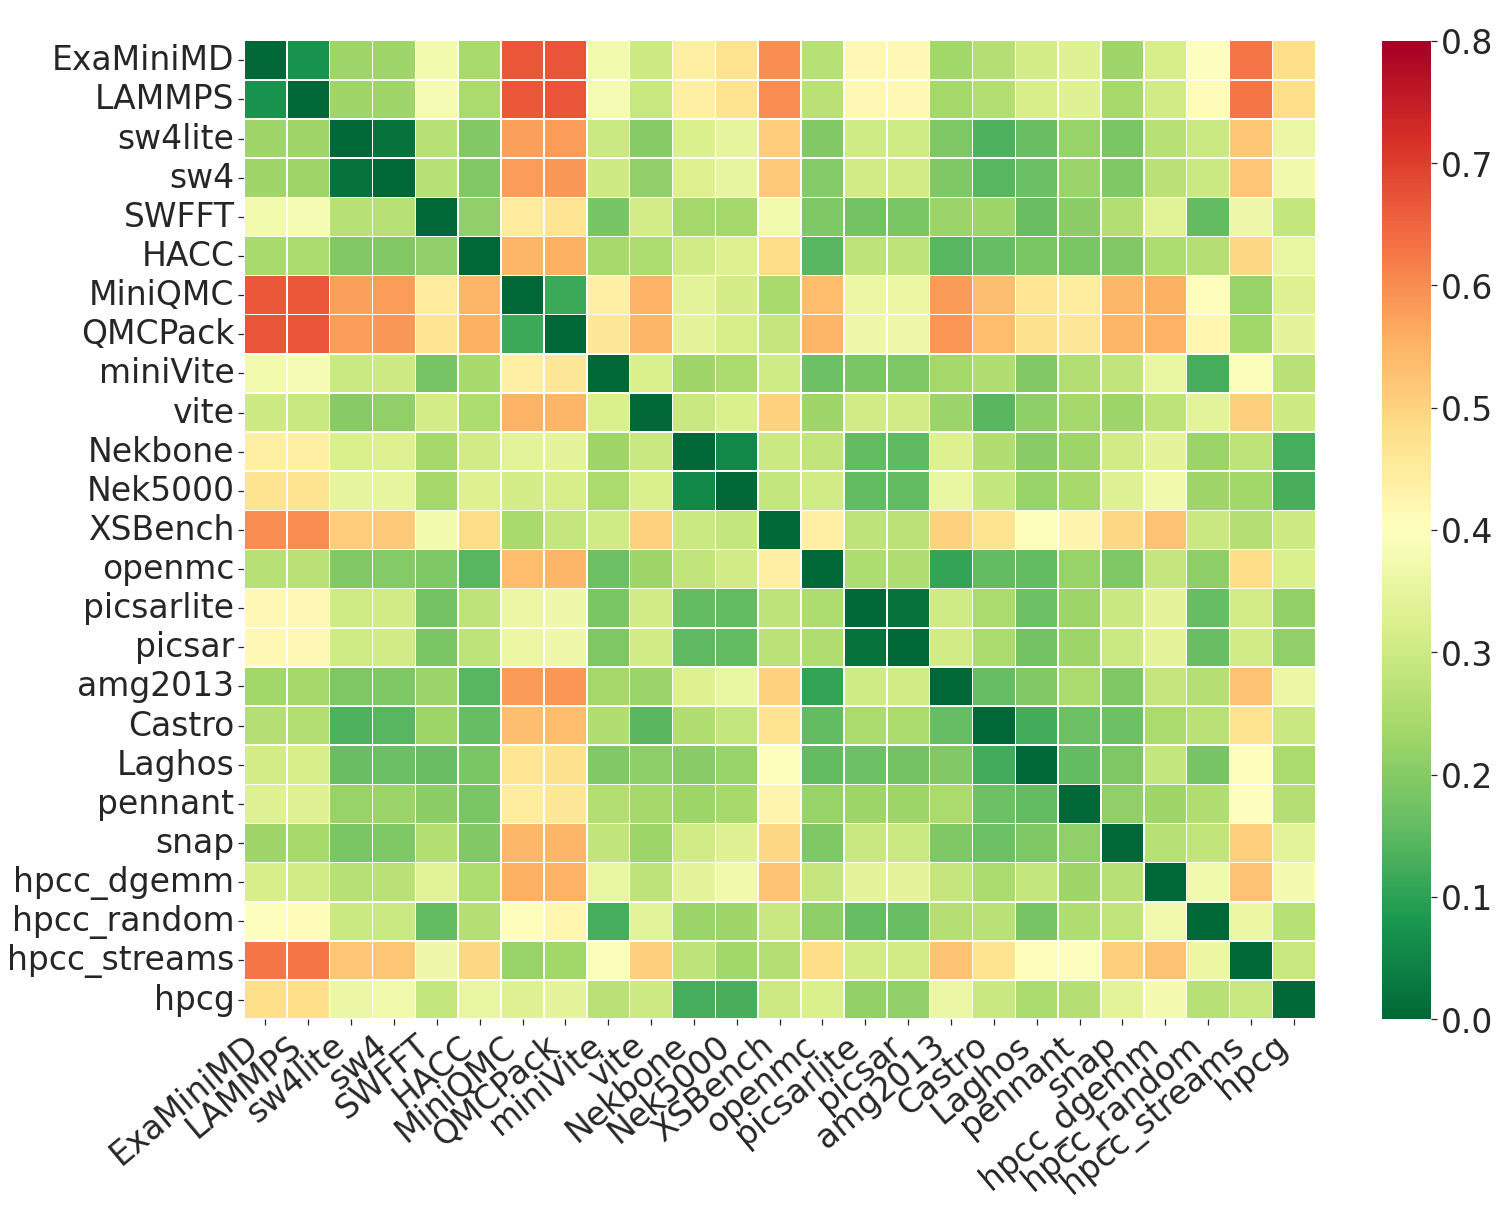 ExaMiniMD
LAMMPS
sw4lite
sw4
SWFFT
HACC
MiniQMC
QMCPack
miniVite
vite
Nekbone
Nek5000
XSBench
openmc
picsarlite
picsar
amg2013
Castro
Laghos
pennant
snap
hpcc_dgemm
hpcc_random
hpcc_streams
hpcg
ExaMiniMD
LAMMPS
sw4lite
sw4
SWFFT
HACC
MiniQMC
QMCPack
miniVite
vite
Nekbone
Nek5000
XSBench
openmc
picsarlite
picsar
amg2013
Castro
Laghos
pennant
snap
hpcc_dgemm
hpcc_random
hpcc_streams
hpcg
0.8
0.7
0.6
0.5
0.4
0.3
0.2
0.1
0.0